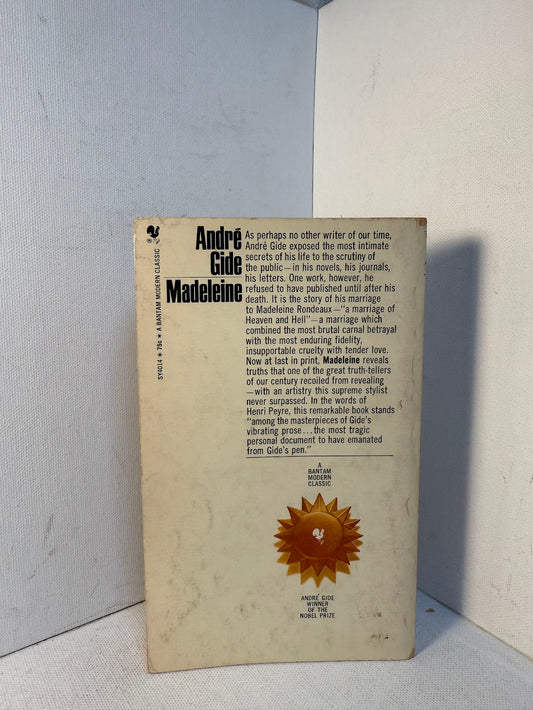 SY4014 ★ 75¢ ★ A BANTAM MODERN CLASSIC
André
Gide
Madeleine
As perhaps no other writer of our time,
André Gide exposed the most intimate
secrets of his life to the scrutiny of
the public—in his novels, his journals,
his letters. One work, however, he
refused to have published until after his
death. It is the story of his marriage
to Madeleine Rondeaux—“a marriage of
Heaven and Hell”—a marriage which
combined the most brutal carnal betrayal
with the most enduring fidelity,
insupportable cruelty with tender love.
Now at last in print, Madeleine reveals
truths that one of the great truth-tellers
of our century recoiled from revealing
—with an artistry this supreme stylist
never surpassed. In the words of
Henri Peyre, this remarkable book stands
“among the masterpieces of Gide's
vibrating prose...the most tragic
personal document to have emanated
from Gide's pen.”
A
BANTAM
MODERN
CLASSIC
ANDRÉ GIDE
WINNER
OF THE
NOBEL PRIZE